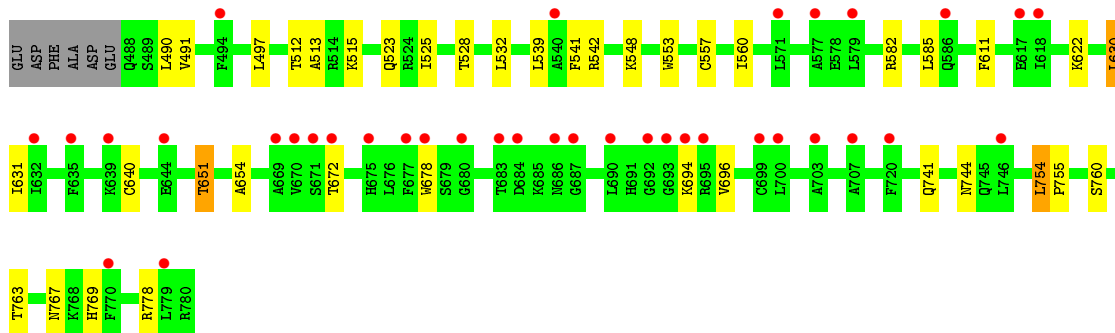 GLU ASP PHE ALA ASP GLU Q488 S489 L490 V491 F494 L497 T512 A513 R514 K515 Q523 R524 I525 T528 L532 L539 A540 F541 R542 K548 W553 C557 I560 L571 A577 E578 L579 R582 L585 Q586 F611 E617 I618 K622
I631 I632 F635 K639 C640 E644 T651 A654 A669 V670 S671 T672 H675 L676 F677 W678 S679 G680 T683 D684 K685 N686 G687 L690 H691 G692 G693 K694 R695 V696 C699 L700 A703 A707 F720 Q741 N744 Q745 L746 L754 P755 S760
T763 N767 K768 H769 F770 R778 L779 R780